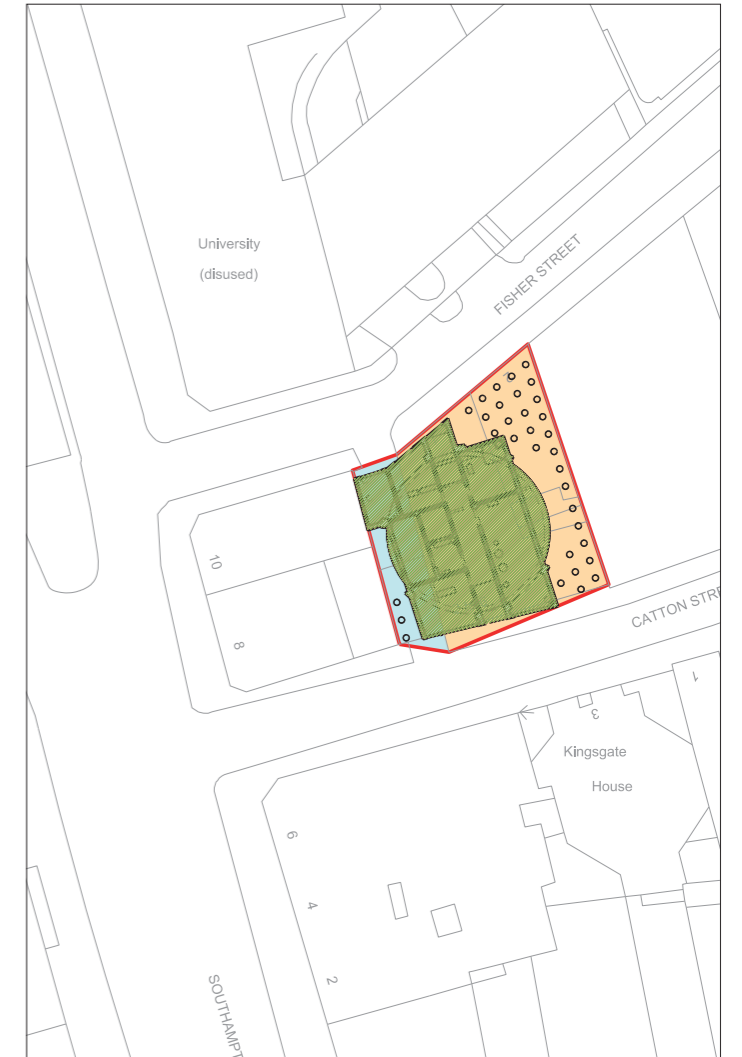 University
(disused)
FISHER STREET
10
8
CATTON STRE
1
3
Kingsgate
House
6
4
2
SOUTHAMPT